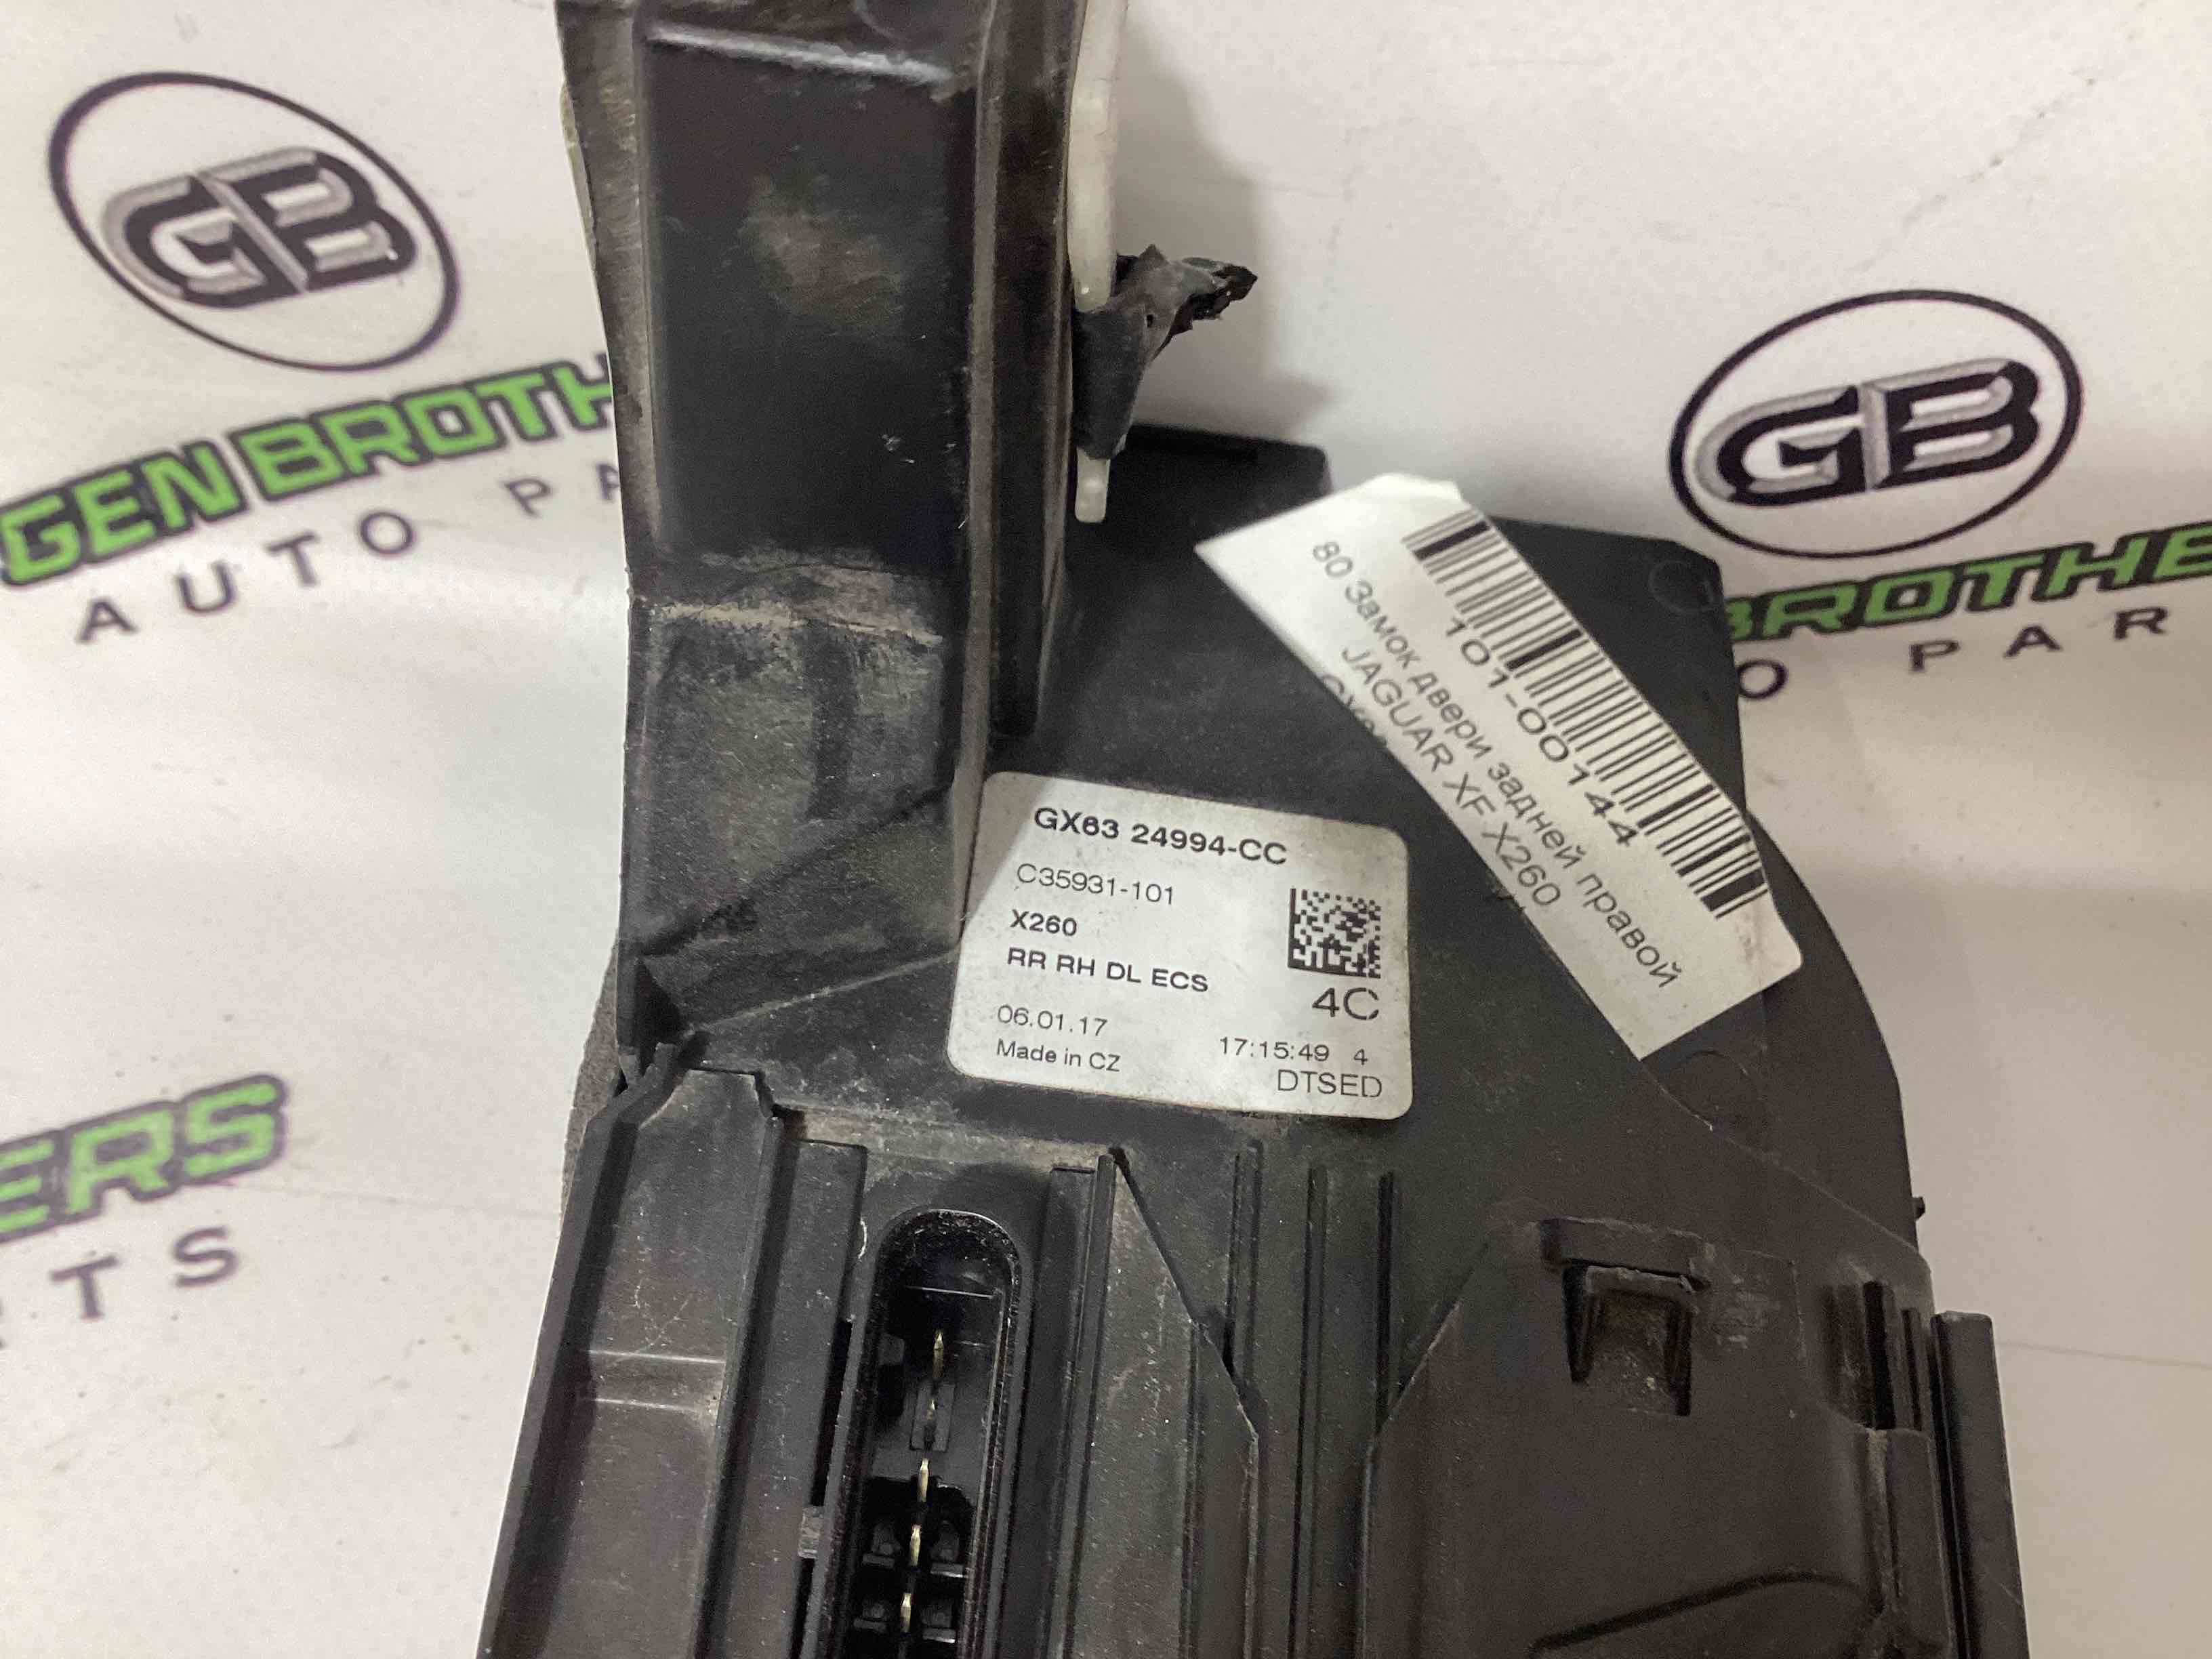 GB
GEN BROTH
AUTO PA
GB
BROTHE
O PAR
ERS
RTS
101-00144
80 Замок двери задней правой
JAGUAR XF X260
GX63 24994-CC
C35931-101
X260
RR RH DL ECS
4C
06.01.17
17:15:49 4
Made in CZ
DTSED